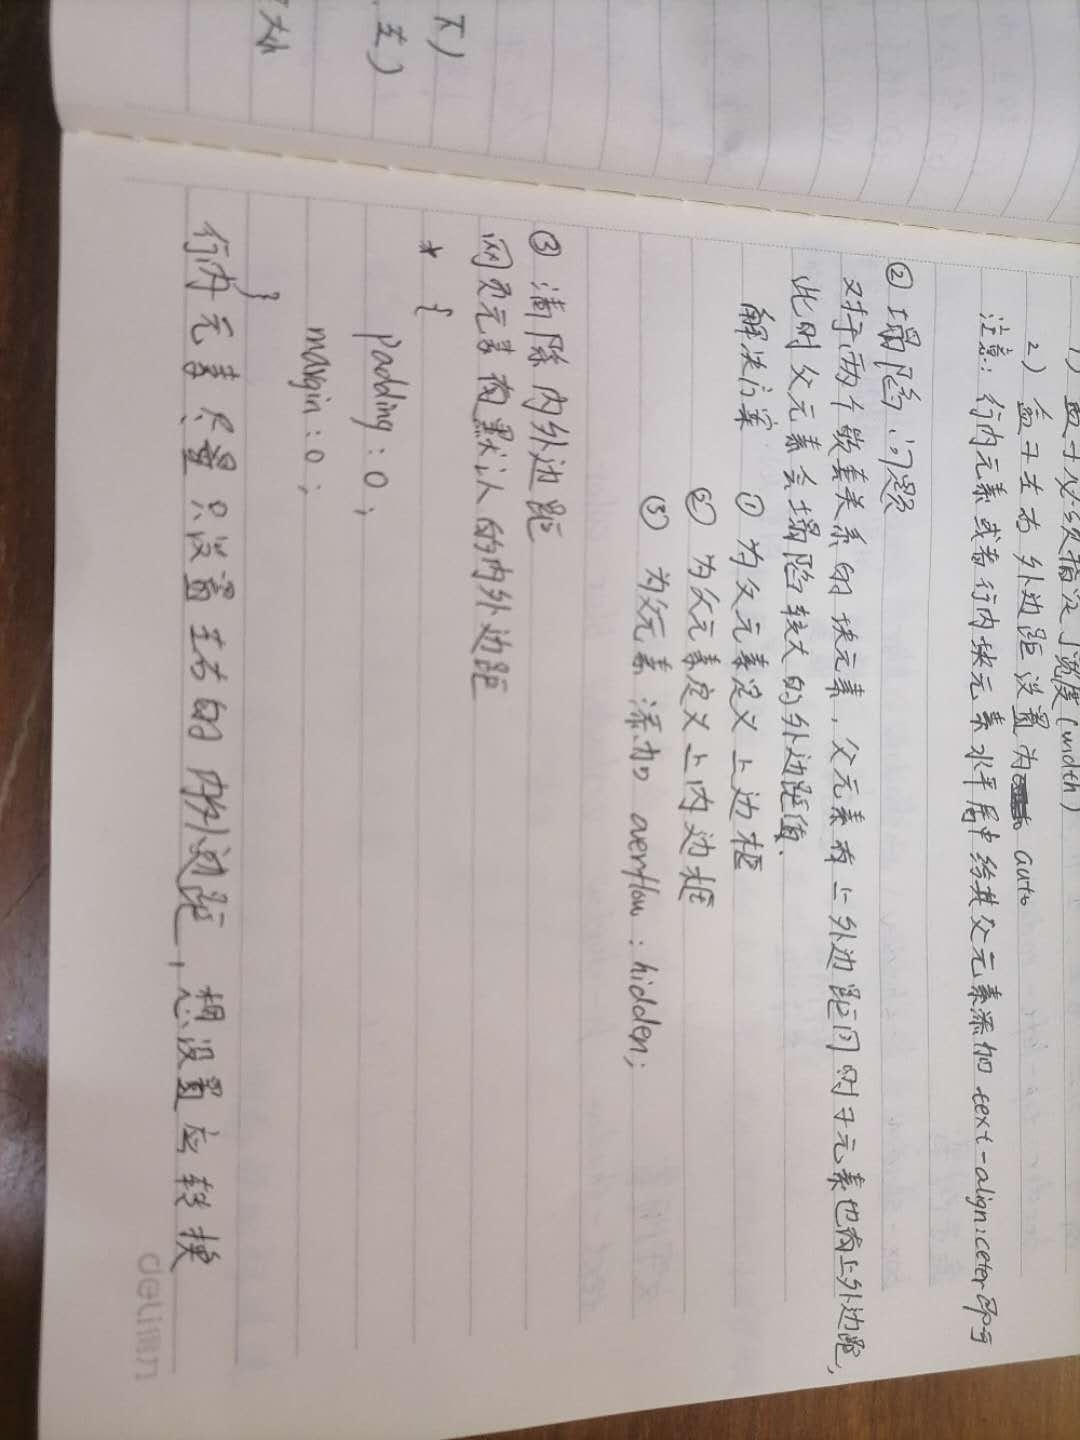 下）
左）
大小
1）盒子必须指定了宽度(width)
2）盒子左右外边距设置为 auto
注意：行内元素或者行内块元素水平居中给其父元素添加 text-align:ceter即可
② 塌陷问题
对于两个嵌套关系的块元素，父元素有上外边距同时子元素也有上外边距，
此时父元素会塌陷较大的外边距值.
解决方案 ① 为父元素定义上边框
② 为父元素定义上内边框
③ 为父元素添加 overflow : hidden;
③ 清除内外边距
网页元素有默认的内外边距
* {
padding : 0 ;
margin : 0 ;
}
行内元素尽量只设置左右的内外边距，想设置应转换
deli